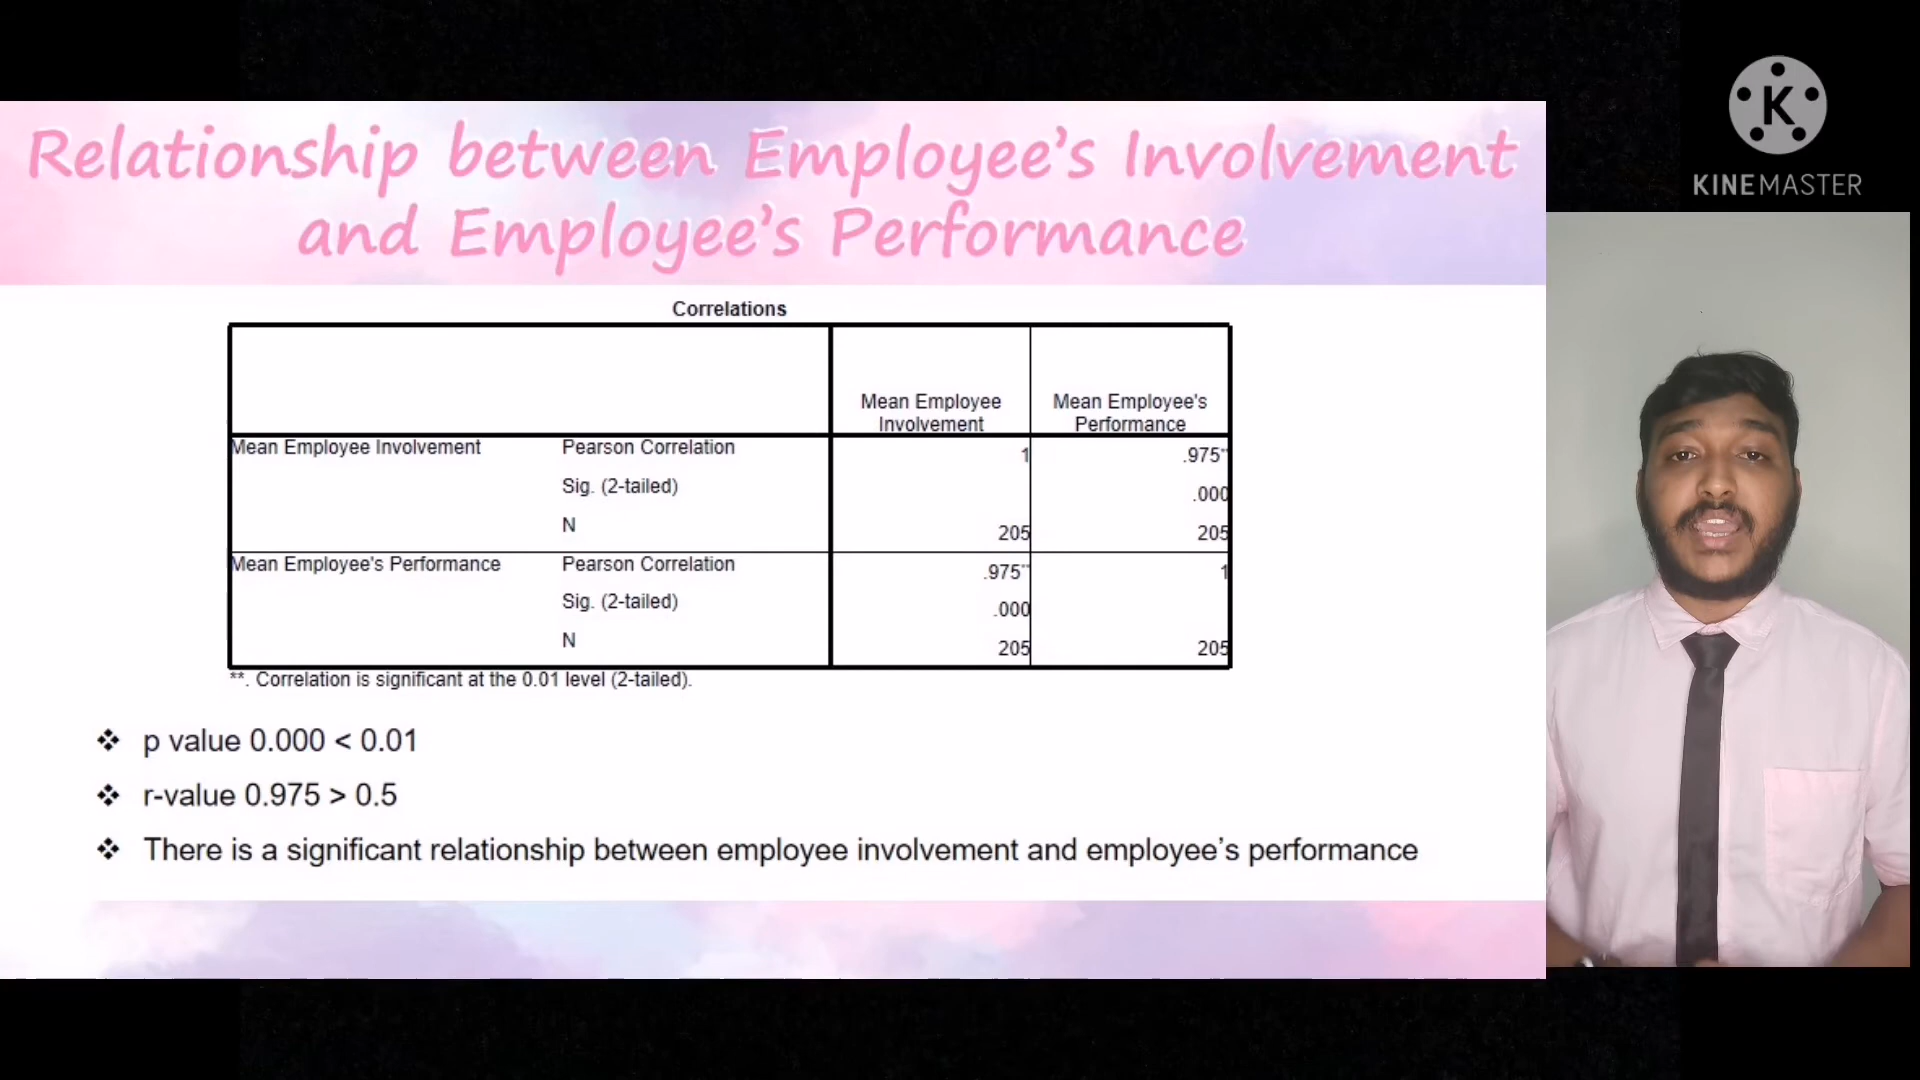 Relationship between Employee's Involvement
and Employee's Performance
K
KINEMASTER
Correlations
Mean Employee Involvement
Mean Employee's Performance
Mean Employee Involvement Pearson Correlation 1 .975**
Sig. (2-tailed) .000
N 205 205
Mean Employee's Performance Pearson Correlation .975** 1
Sig. (2-tailed) .000
N 205 205
**. Correlation is significant at the 0.01 level (2-tailed).
❖ p value 0.000 < 0.01
❖ r-value 0.975 > 0.5
❖ There is a significant relationship between employee involvement and employee’s performance